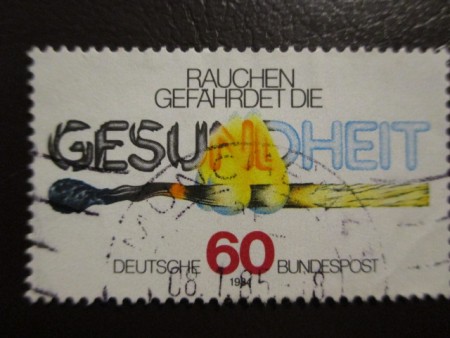 RAUCHEN
GEFÄHRDET DIE
GESUNDHEIT
DEUTSCHE 60 BUNDESPOST
1984